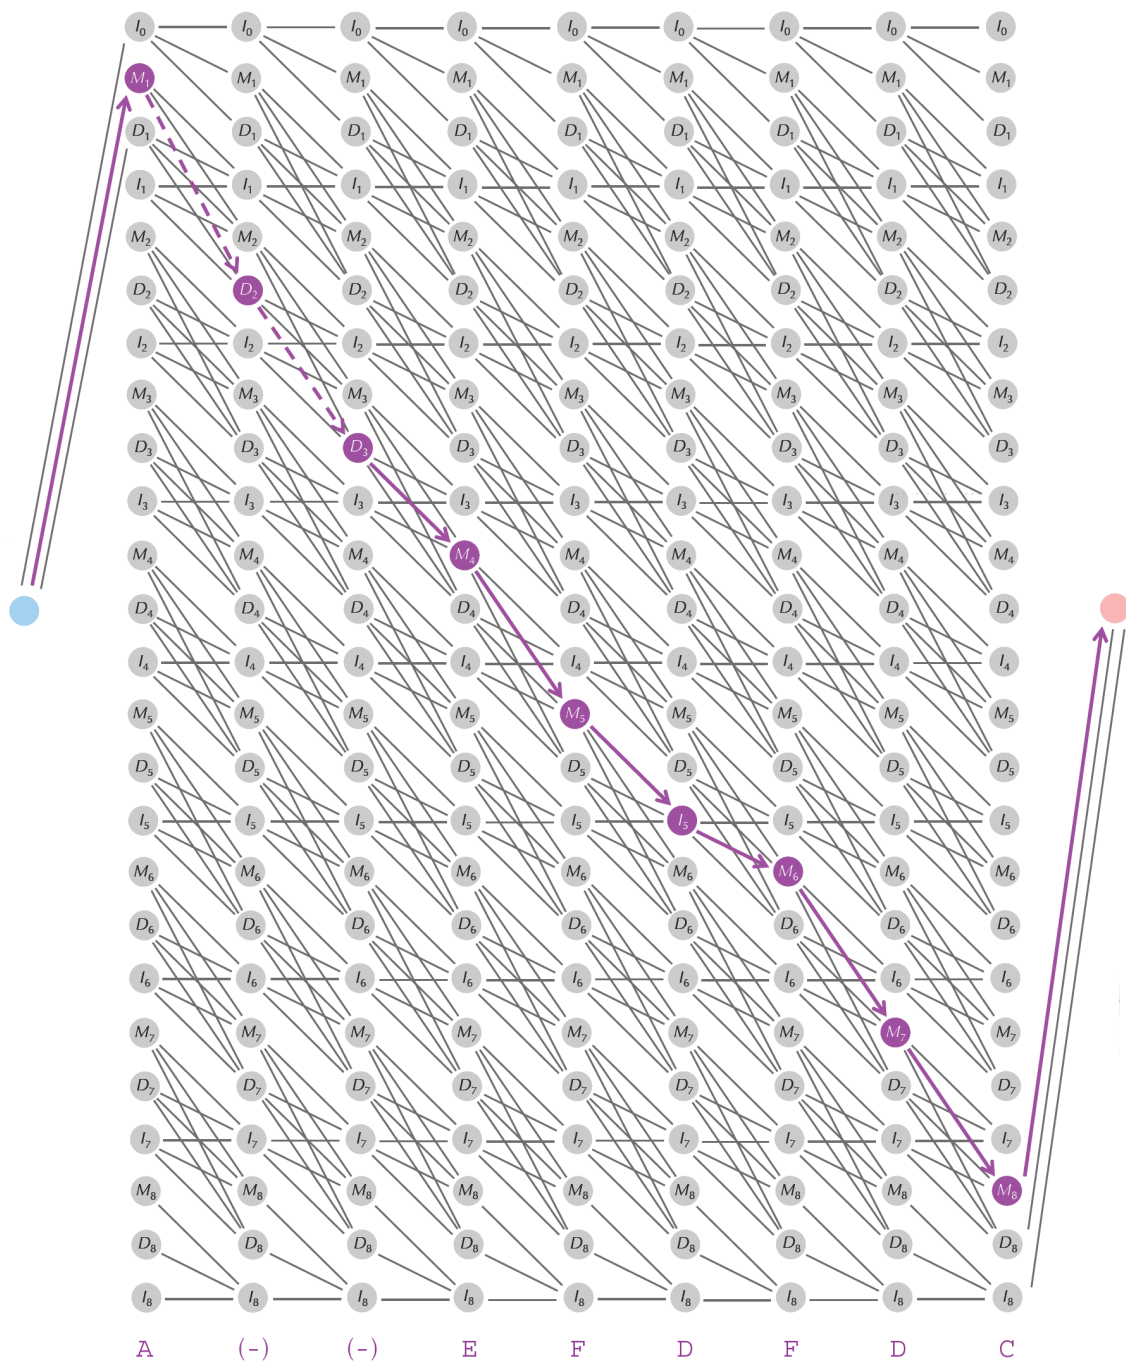 I0 I0 I0 I0 I0 I0 I0 I0 I0
M1 M1 M1 M1 M1 M1 M1 M1 M1
D1 D1 D1 D1 D1 D1 D1 D1 D1
I1 I1 I1 I1 I1 I1 I1 I1 I1
M2 M2 M2 M2 M2 M2 M2 M2 M2
D2 D2 D2 D2 D2 D2 D2 D2 D2
I2 I2 I2 I2 I2 I2 I2 I2 I2
M3 M3 M3 M3 M3 M3 M3 M3 M3
D3 D3 D3 D3 D3 D3 D3 D3 D3
I3 I3 I3 I3 I3 I3 I3 I3 I3
M4 M4 M4 M4 M4 M4 M4 M4 M4
D4 D4 D4 D4 D4 D4 D4 D4 D4
I4 I4 I4 I4 I4 I4 I4 I4 I4
M5 M5 M5 M5 M5 M5 M5 M5 M5
D5 D5 D5 D5 D5 D5 D5 D5 D5
I5 I5 I5 I5 I5 I5 I5 I5 I5
M6 M6 M6 M6 M6 M6 M6 M6 M6
D6 D6 D6 D6 D6 D6 D6 D6 D6
I6 I6 I6 I6 I6 I6 I6 I6 I6
M7 M7 M7 M7 M7 M7 M7 M7 M7
D7 D7 D7 D7 D7 D7 D7 D7 D7
I7 I7 I7 I7 I7 I7 I7 I7 I7
M8 M8 M8 M8 M8 M8 M8 M8 M8
D8 D8 D8 D8 D8 D8 D8 D8 D8
I8 I8 I8 I8 I8 I8 I8 I8 I8
A (-) (-) E F D F D C